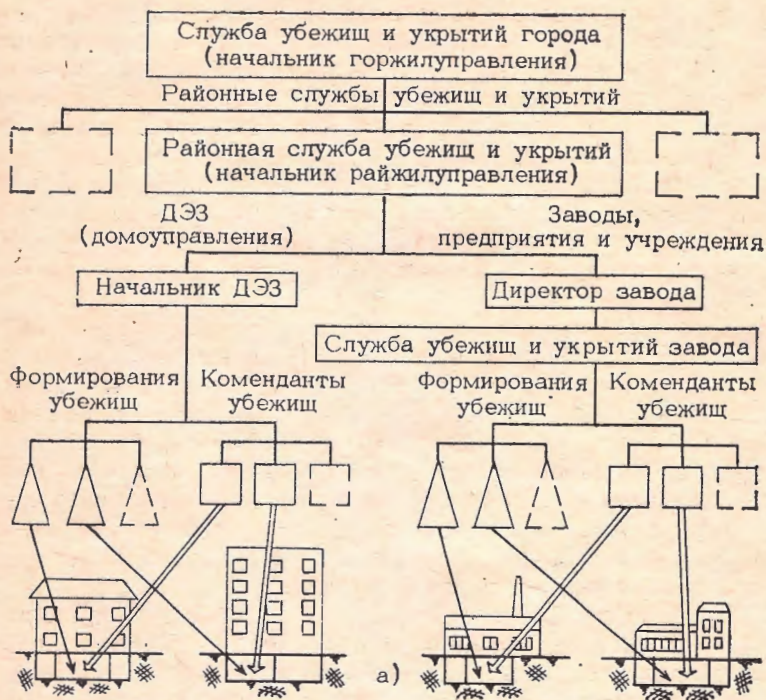 Служба убежищ и укрытий города
(начальник горжилуправления)
Районные службы убежищ и укрытий
Районная служба убежищ и укрытий
(начальник райжилуправления)
ДЭЗ
(домоуправления)
Заводы,
предприятия и учреждения
Начальник ДЭЗ
Директор завода
Служба убежищ и укрытий завода
Формирования
убежищ
Коменданты
убежищ
Формирования
убежищ
Коменданты
убежищ
а)